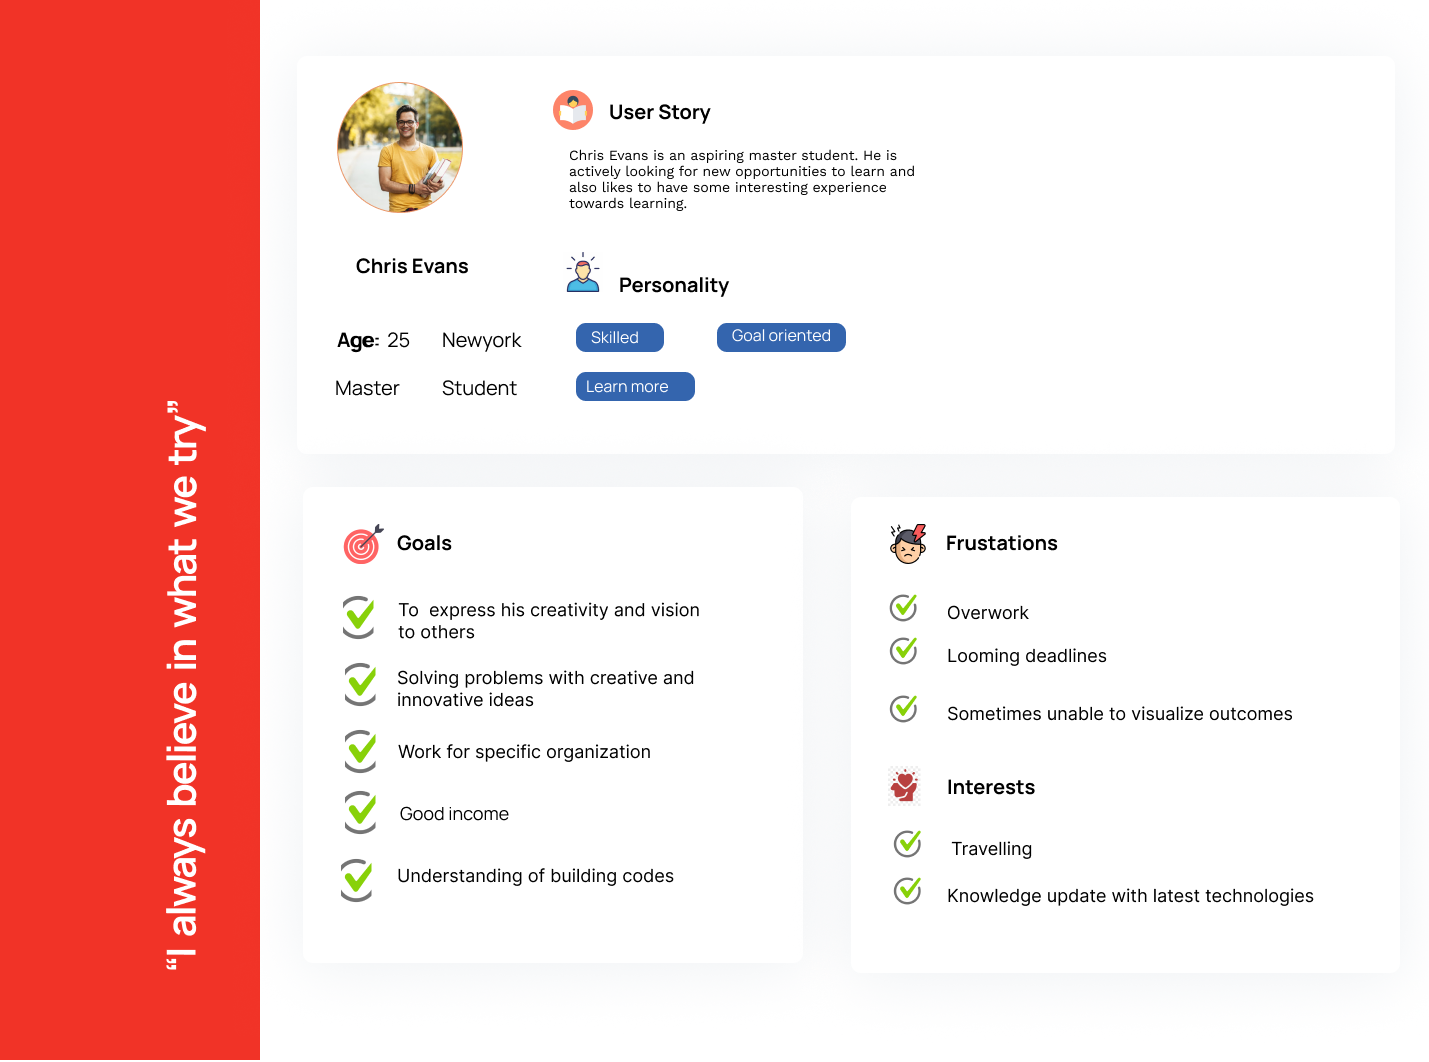 “I always believe in what we try”
Chris Evans
Age: 25 Newyork
Master Student
User Story
Chris Evans is an aspiring master student. He is
actively looking for new opportunities to learn and
also likes to have some interesting experience
towards learning.
Personality
Skilled Goal oriented
Learn more
Goals
To express his creativity and vision
to others
Solving problems with creative and
innovative ideas
Work for specific organization
Good income
Understanding of building codes
Frustations
Overwork
Looming deadlines
Sometimes unable to visualize outcomes
Interests
Travelling
Knowledge update with latest technologies